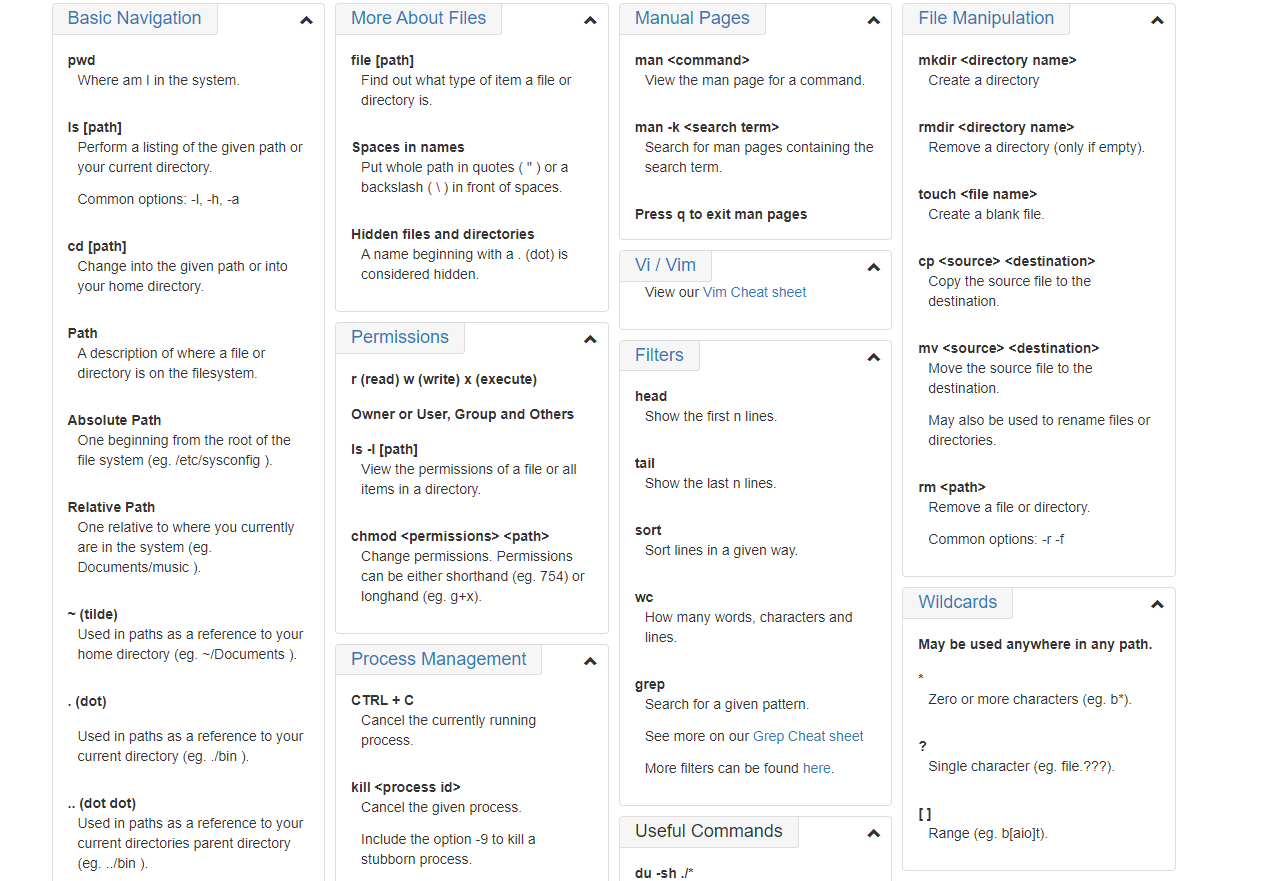 Basic Navigation
pwd
Where am I in the system.
ls [path]
Perform a listing of the given path or
your current directory.
Common options: -l, -h, -a
cd [path]
Change into the given path or into
your home directory.
Path
A description of where a file or
directory is on the filesystem.
Absolute Path
One beginning from the root of the
file system (eg. /etc/sysconfig ).
Relative Path
One relative to where you currently
are in the system (eg.
Documents/music ).
~ (tilde)
Used in paths as a reference to your
home directory (eg. ~/Documents ).
. (dot)
Used in paths as a reference to your
current directory (eg. ./bin ).
.. (dot dot)
Used in paths as a reference to your
current directories parent directory
(eg. ../bin ).
More About Files
file [path]
Find out what type of item a file or
directory is.
Spaces in names
Put whole path in quotes ( " ) or a
backslash ( \ ) in front of spaces.
Hidden files and directories
A name beginning with a . (dot) is
considered hidden.
Permissions
r (read) w (write) x (execute)
Owner or User, Group and Others
ls -l [path]
View the permissions of a file or all
items in a directory.
chmod <permissions> <path>
Change permissions. Permissions
can be either shorthand (eg. 754) or
longhand (eg. g+x).
Process Management
CTRL + C
Cancel the currently running
process.
kill <process id>
Cancel the given process.
Include the option -9 to kill a
stubborn process.
Manual Pages
man <command>
View the man page for a command.
man -k <search term>
Search for man pages containing the
search term.
Press q to exit man pages
Vi / Vim
View our Vim Cheat sheet
Filters
head
Show the first n lines.
tail
Show the last n lines.
sort
Sort lines in a given way.
wc
How many words, characters and
lines.
grep
Search for a given pattern.
See more on our Grep Cheat sheet
More filters can be found here.
Useful Commands
du -sh ./*
File Manipulation
mkdir <directory name>
Create a directory
rmdir <directory name>
Remove a directory (only if empty).
touch <file name>
Create a blank file.
cp <source> <destination>
Copy the source file to the
destination.
mv <source> <destination>
Move the source file to the
destination.
May also be used to rename files or
directories.
rm <path>
Remove a file or directory.
Common options: -r -f
Wildcards
May be used anywhere in any path.
*
Zero or more characters (eg. b*).
?
Single character (eg. file.???).
[ ]
Range (eg. b[aio]t).